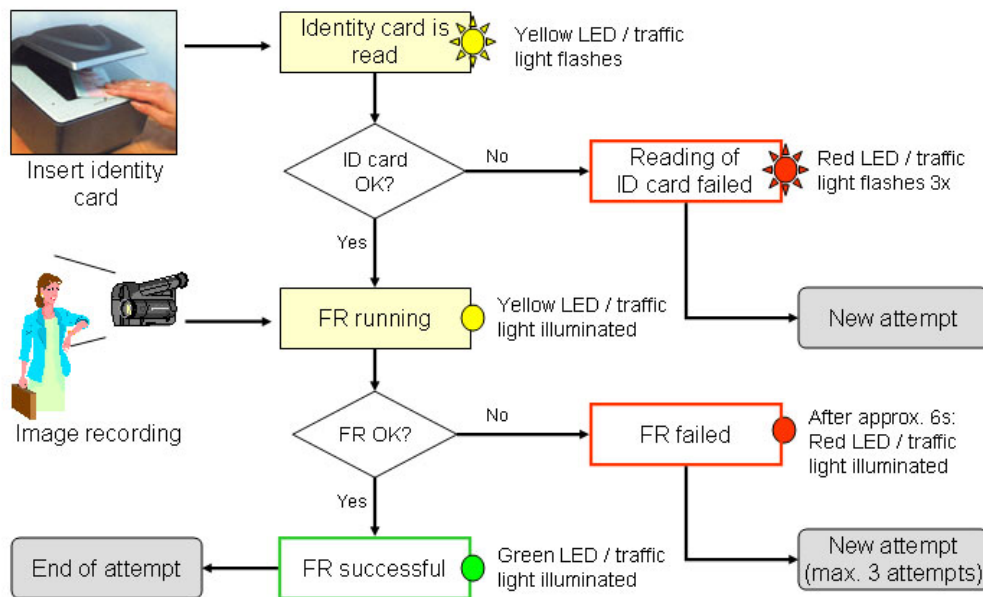 Identity card is
read
Yellow LED / traffic
light flashes
Insert identity
card
ID card
OK?
No
Reading of
ID card failed
Red LED / traffic
light flashes 3x
Yes
New attempt
FR running
Yellow LED / traffic
light illuminated
Image recording
FR OK?
No
FR failed
After approx. 6s:
Red LED / traffic
light illuminated
Yes
New attempt
(max. 3 attempts)
End of attempt
FR successful
Green LED / traffic
light illuminated